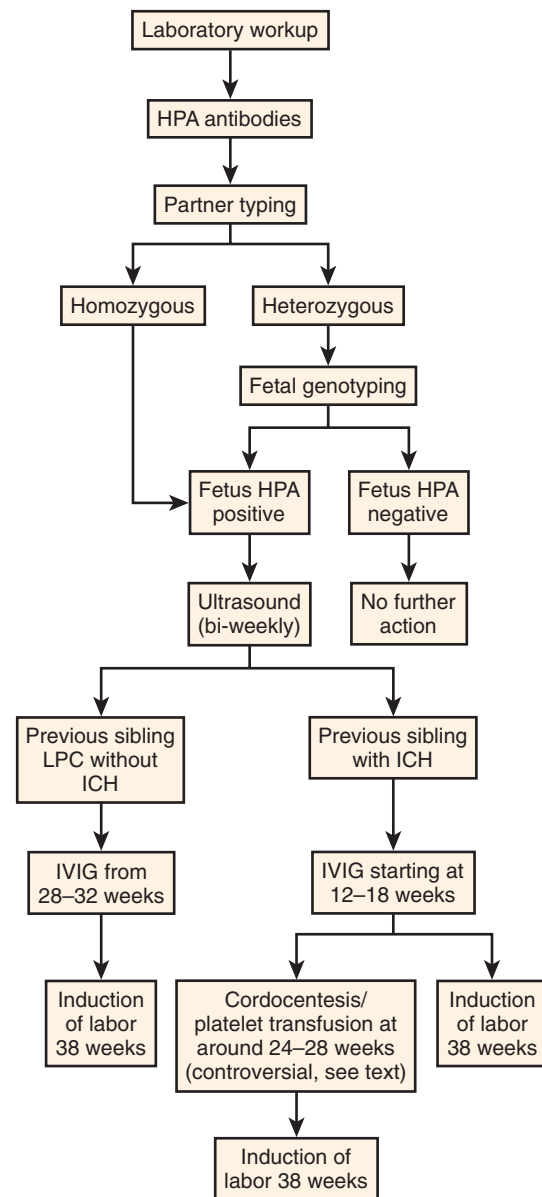 Laboratory workup
HPA antibodies
Partner typing
Homozygous
Heterozygous
Fetal genotyping
Fetus HPA
positive
Fetus HPA
negative
Ultrasound
(bi-weekly)
No further
action
Previous sibling
LPC without
ICH
Previous sibling
with ICH
IVIG from
28–32 weeks
IVIG starting at
12–18 weeks
Induction
of labor
38 weeks
Cordocentesis/
platelet transfusion at
around 24–28 weeks
(controversial, see text)
Induction
of labor
38 weeks
Induction of
labor 38 weeks